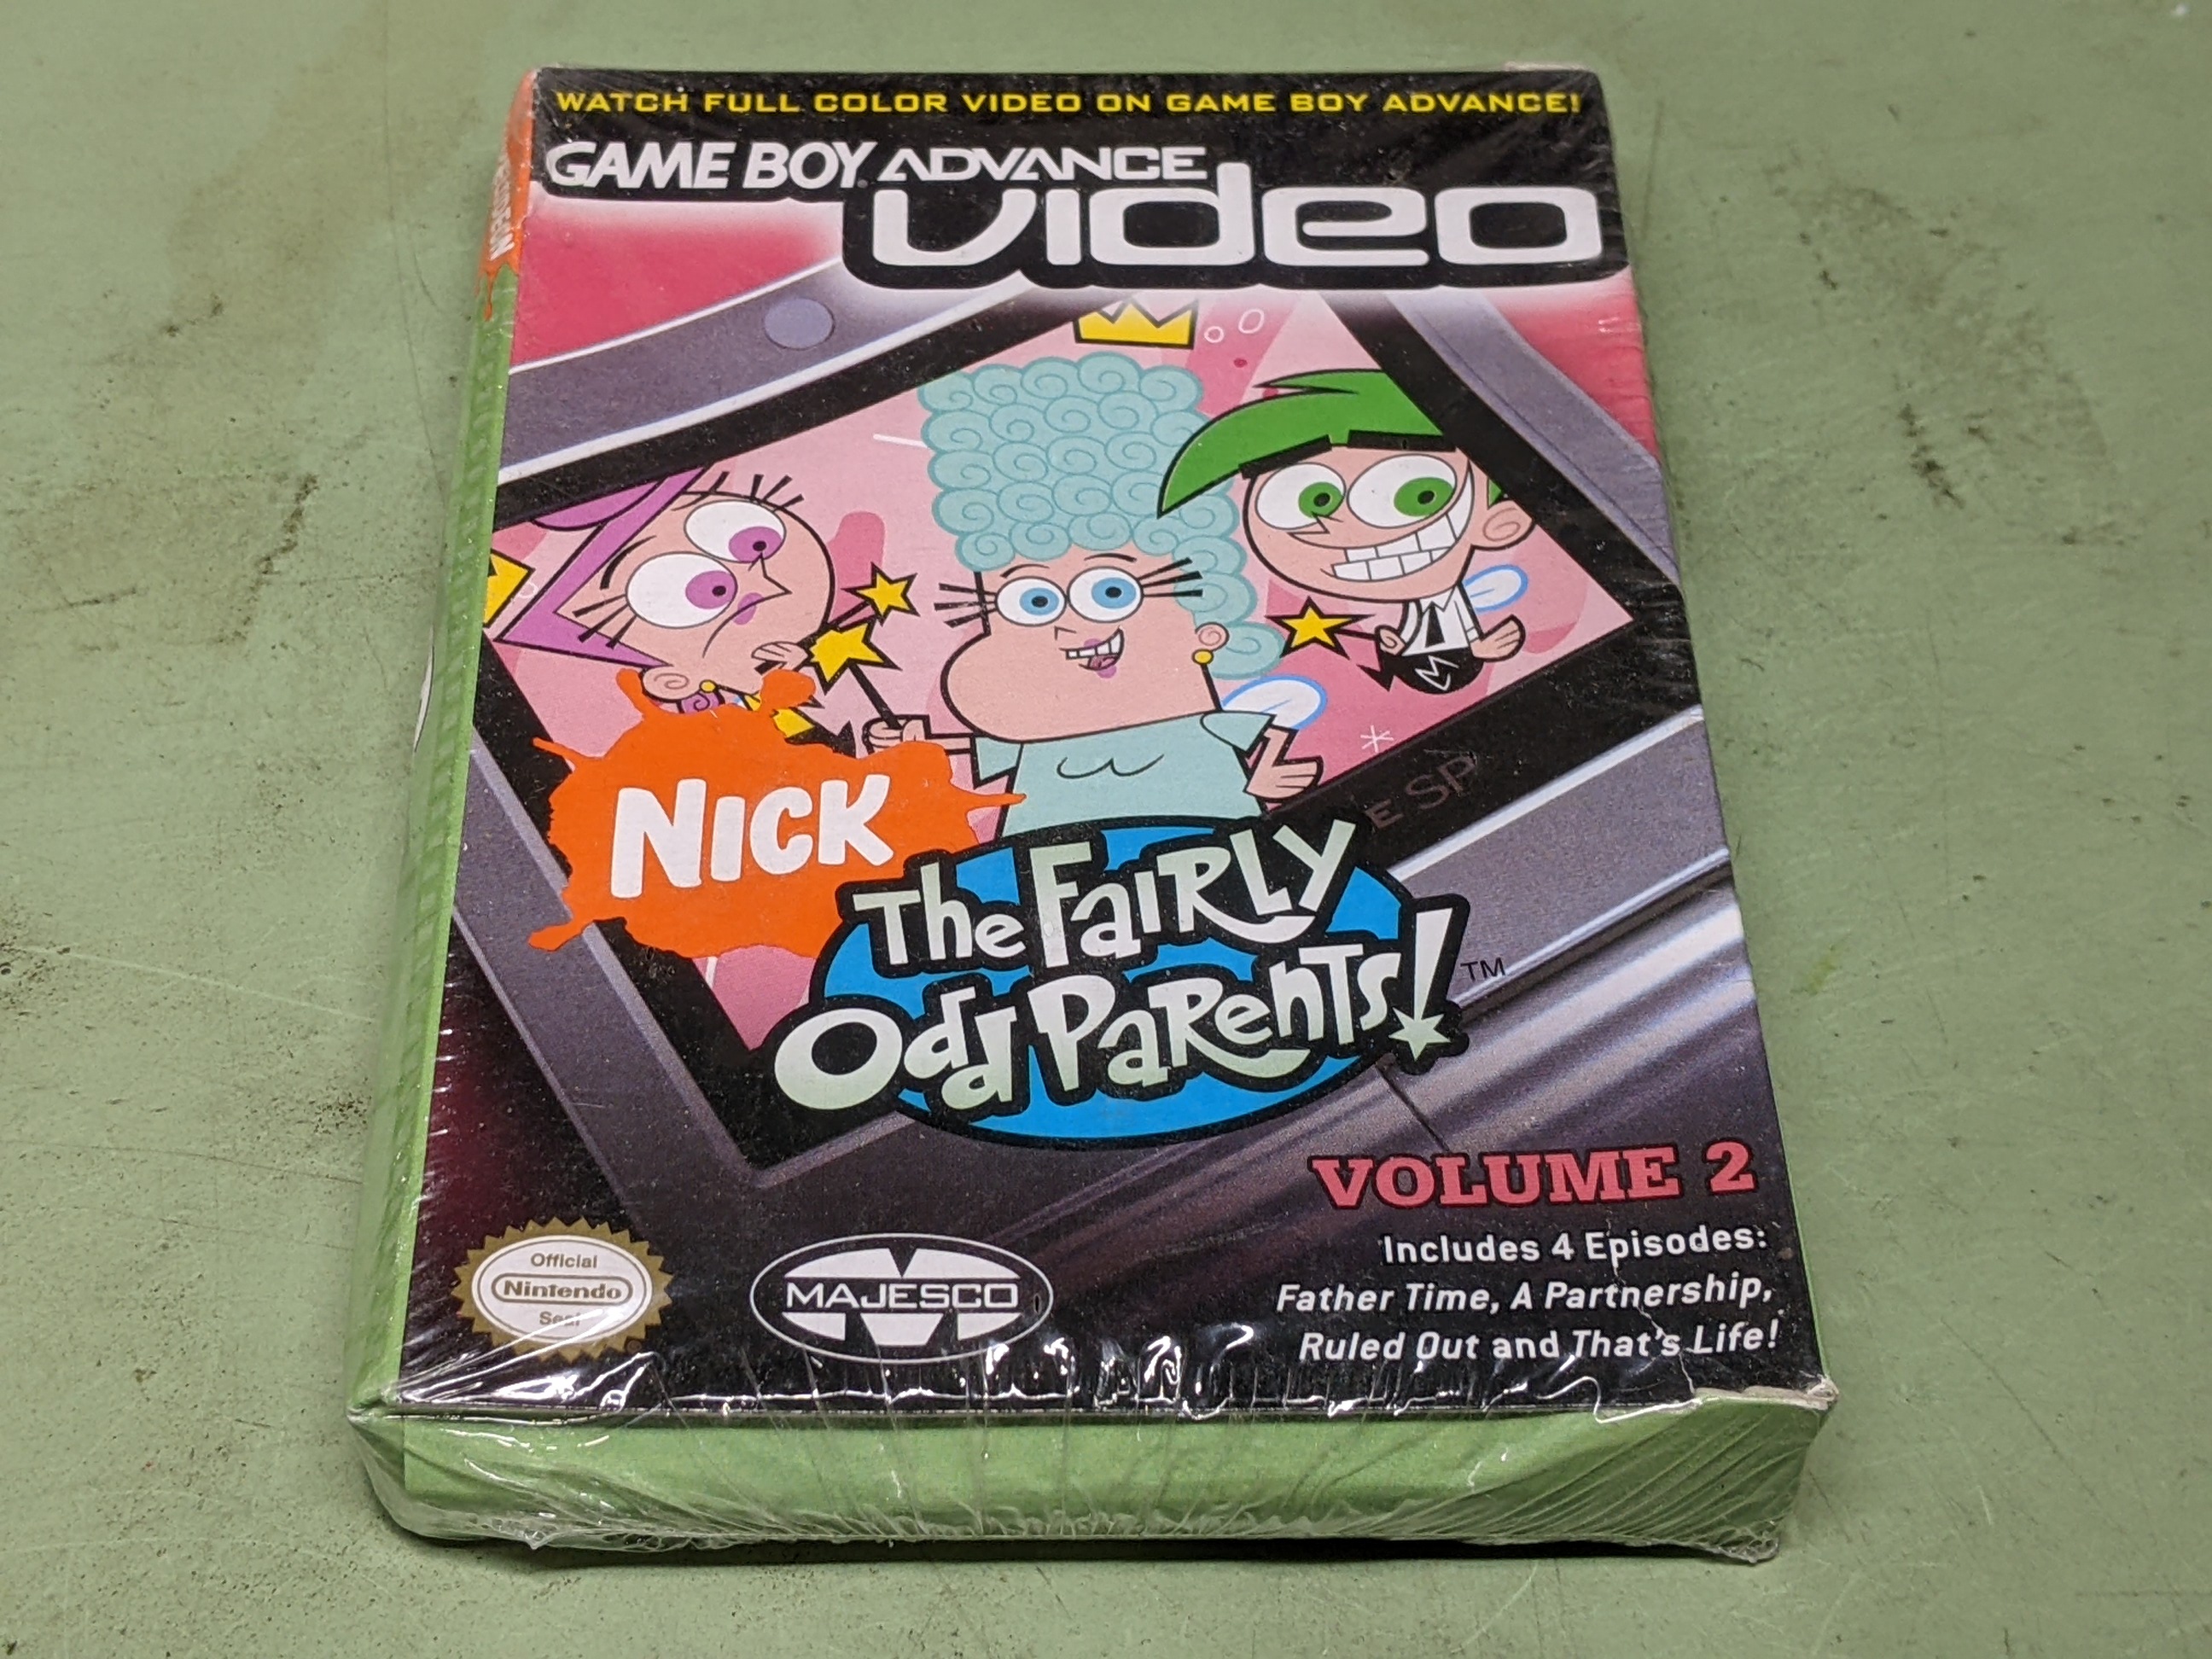 WATCH FULL COLOR VIDEO ON GAME BOY ADVANCE!
GAME BOY ADVANCE
video
NICK
E SP
The Fairly
Odd Parents!™
VOLUME 2
Includes 4 Episodes:
Father Time, A Partnership,
Ruled Out and That's Life!
Official
Nintendo
Seal
MAJESCO